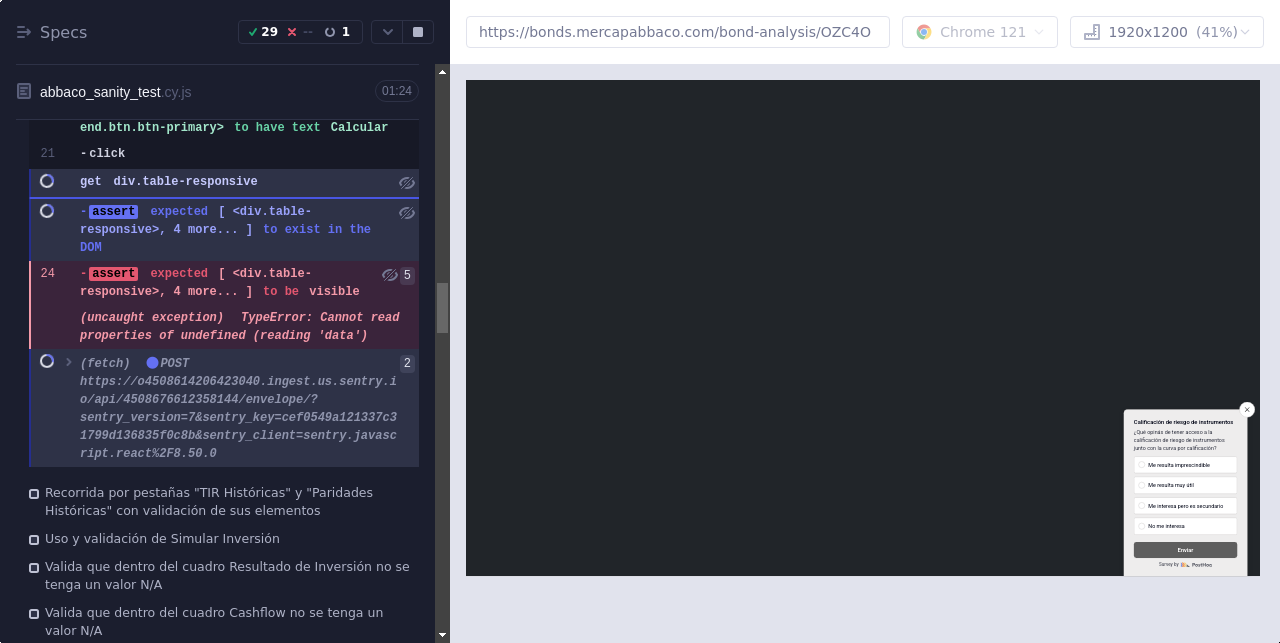 Specs
29
--
1
https://bonds.mercapabbaco.com/bond-analysis/OZC4O
Chrome 121
1920x1200 (41%)
abbaco_sanity_test.cy.js
01:24
end.btn.btn-primary> to have text Calcular
21
-click
get div.table-responsive
-assert expected [ <div.table-
responsive>, 4 more... ] to exist in the
DOM
24
-assert expected [ <div.table-
responsive>, 4 more... ] to be visible
5
(uncaught exception) TypeError: Cannot read
properties of undefined (reading 'data')
(fetch) POST
2
https://o4508614206423040.ingest.us.sentry.i
o/api/4508676612358144/envelope/?
sentry_version=7&sentry_key=cef0549a121337c3
1799d136835f0c8b&sentry_client=sentry.javasc
ript.react%2F8.50.0
Recorrida por pestañas "TIR Históricas" y "Paridades
Históricas" con validación de sus elementos
Uso y validación de Simular Inversión
Valida que dentro del cuadro Resultado de Inversión no se
tenga un valor N/A
Valida que dentro del cuadro Cashflow no se tenga un
valor N/A
Calificación de riesgo de instrumentos
¿Qué opinás de tener acceso a la
calificación de riesgo de instrumentos
junto con la curva por calificación?
Me resulta imprescindible
Me resulta muy útil
Me interesa pero es secundario
No me interesa
Enviar
Survey by PostHog